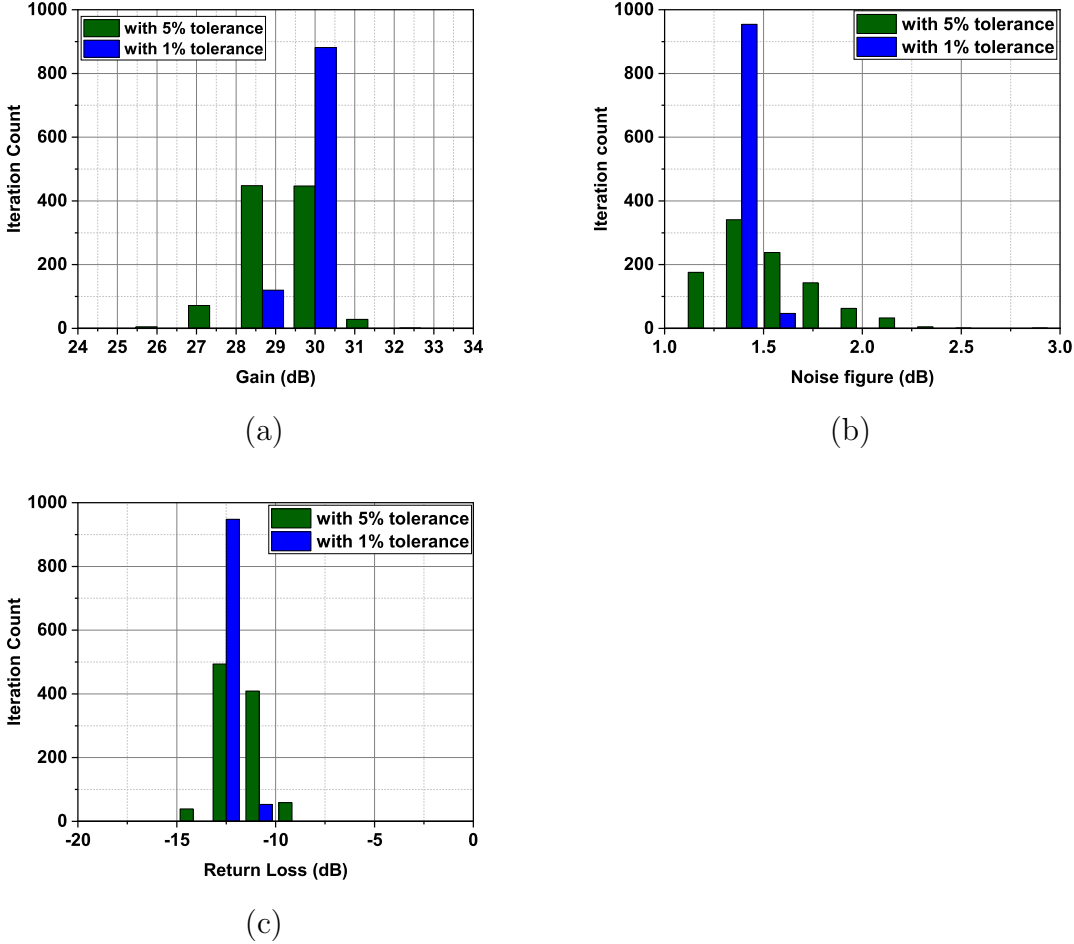 1000
800
600
400
200
0
Iteration Count
with 5% tolerance
with 1% tolerance
24 25 26 27 28 29 30 31 32 33 34
Gain (dB)
(a)
1000
800
600
400
200
0
Iteration count
with 5% tolerance
with 1% tolerance
1.0 1.5 2.0 2.5 3.0
Noise figure (dB)
(b)
1000
800
600
400
200
0
Iteration Count
with 5% tolerance
with 1% tolerance
-20 -15 -10 -5 0
Return Loss (dB)
(c)